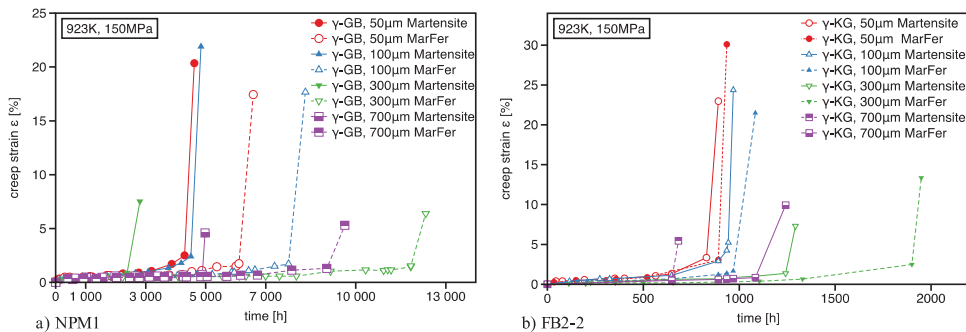 a)
923K, 150MPa
creep strain ε [%]
25
20
15
10
5
0
0
1 000
3 000
5 000
7 000
10 000
13 000
time [h]
γ-GB, 50µm Martensite
γ-GB, 50µm MarFer
γ-GB, 100µm Martensite
γ-GB, 100µm MarFer
γ-GB, 300µm Martensite
γ-GB, 300µm MarFer
γ-GB, 700µm Martensite
γ-GB, 700µm MarFer
a) NPM1
b)
923K, 150MPa
creep strain ε [%]
30
20
10
0
0
500
1000
1500
2000
time [h]
γ-KG, 50µm Martensite
γ-KG, 50µm MarFer
γ-KG, 100µm Martensite
γ-KG, 100µm MarFer
γ-KG, 300µm Martensite
γ-KG, 300µm MarFer
γ-KG, 700µm Martensite
γ-KG, 700µm MarFer
b) FB2-2